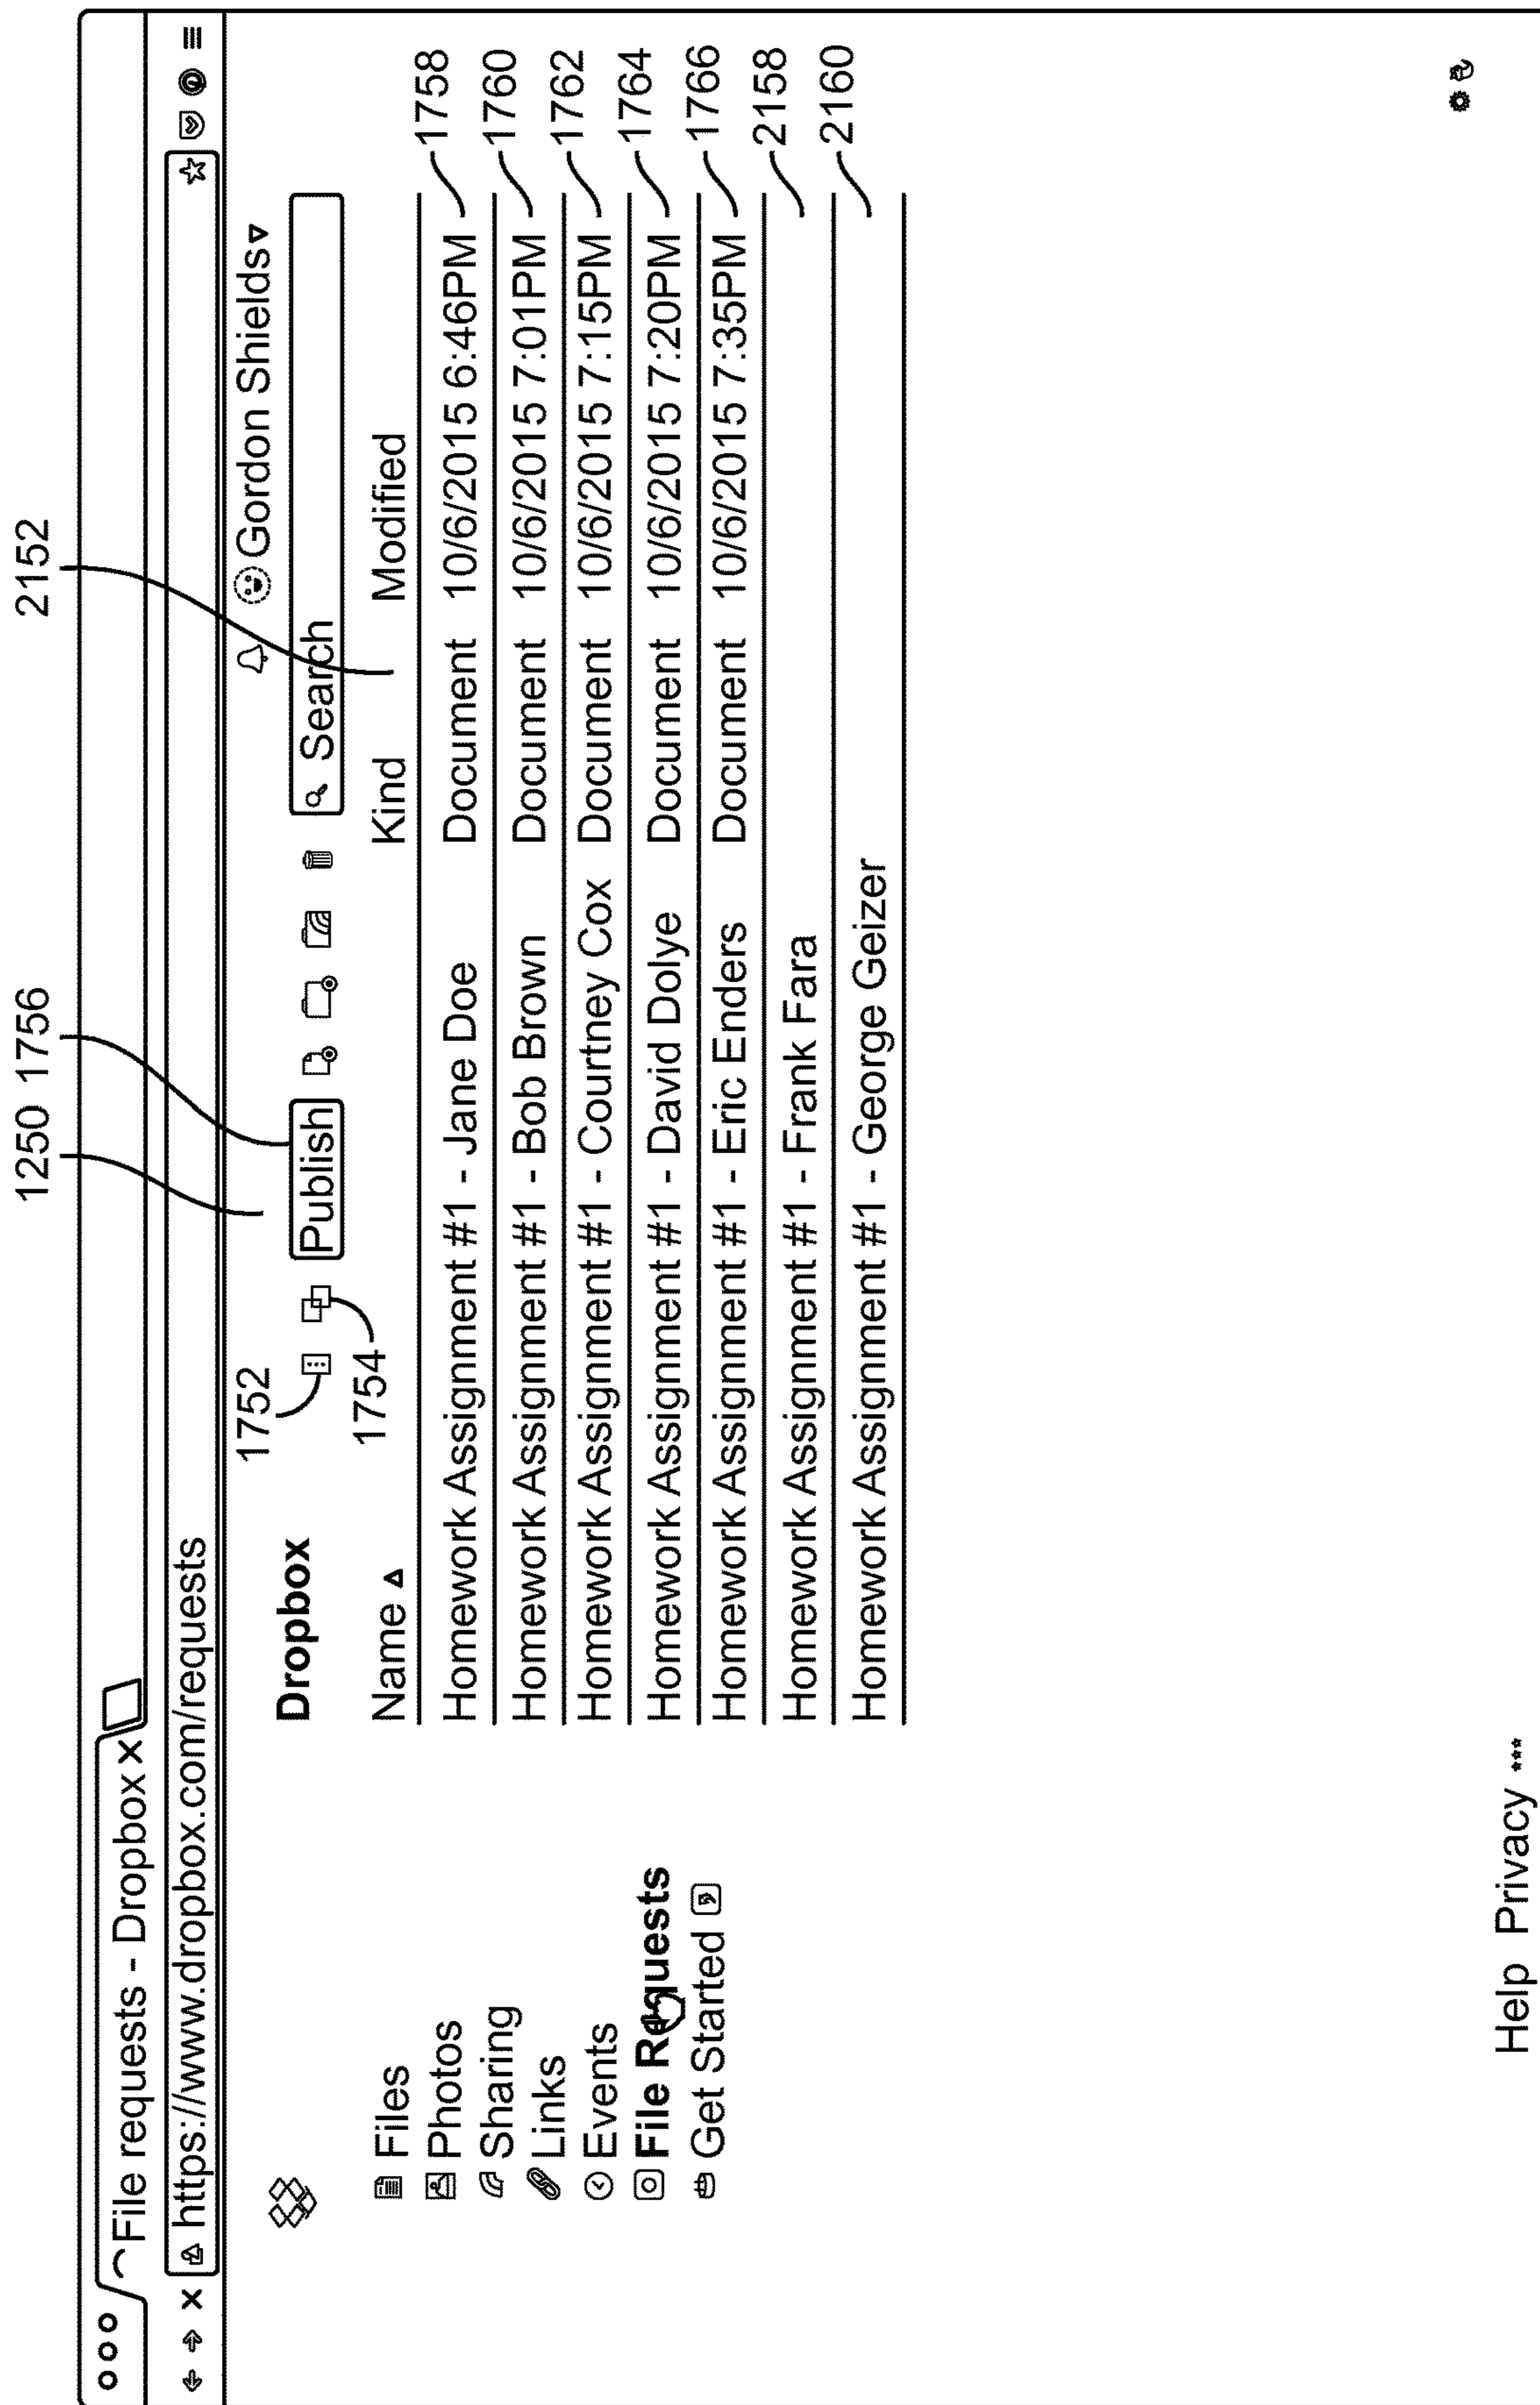 1250 1756 2152
File requests - Dropbox X
https://www.dropbox.com/requests
Gordon Shields
1752
Dropbox
Publish
Search
1754
Name Kind Modified
Homework Assignment #1 - Jane Doe Document 10/6/2015 6:46PM 1758
Homework Assignment #1 - Bob Brown Document 10/6/2015 7:01PM 1760
Homework Assignment #1 - Courtney Cox Document 10/6/2015 7:15PM 1762
Homework Assignment #1 - David Dolye Document 10/6/2015 7:20PM 1764
Homework Assignment #1 - Eric Enders Document 10/6/2015 7:35PM 1766
Homework Assignment #1 - Frank Fara 2158
Homework Assignment #1 - George Geizer 2160
Files
Photos
Sharing
Links
Events
File Requests
Get Started
Help Privacy